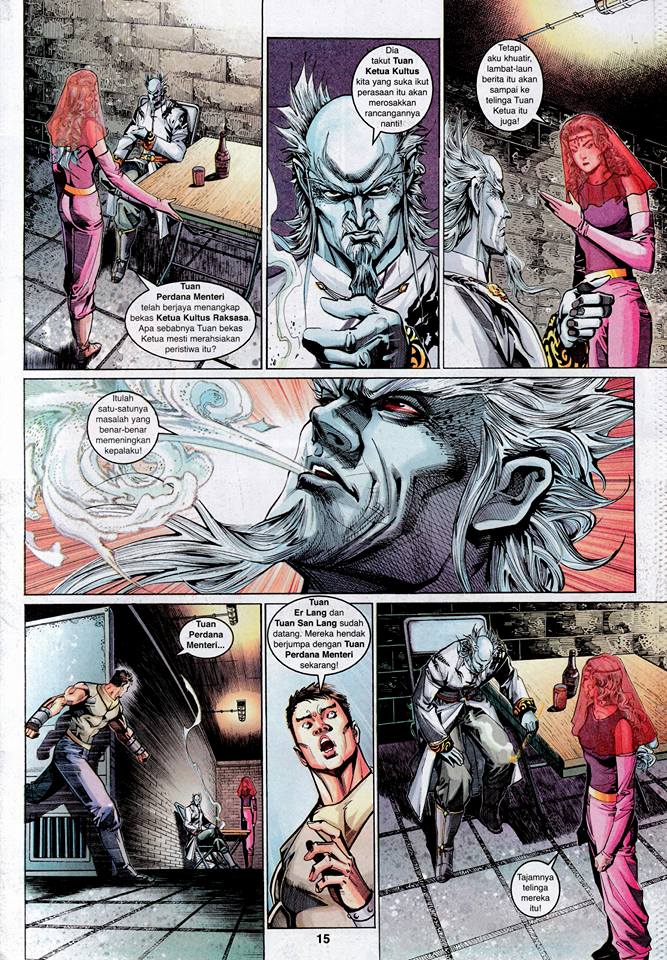 Tuan
Perdana Menteri
telah berjaya menangkap
bekas Ketua Kultus Raksasa.
Apa sebabnya Tuan bekas
Ketua mesti merahsiakan
peristiwa itu?
Dia
takut Tuan
Ketua Kultus
kita yang suka ikut
perasaan itu akan
merosakkan
rancangannya
nanti!
Tetapi
aku khuatir,
lambat-laun
berita itu akan
sampai ke
telinga Tuan
Ketua itu
juga!
Itulah
satu-satunya
masalah yang
benar-benar
memeningkan
kepalaku!
Tuan
Perdana
Menteri...
Tuan
Er Lang dan
Tuan San Lang sudah
datang. Mereka hendak
berjumpa dengan Tuan
Perdana Menteri
sekarang!
Tajamnya
telinga
mereka
itu!
15